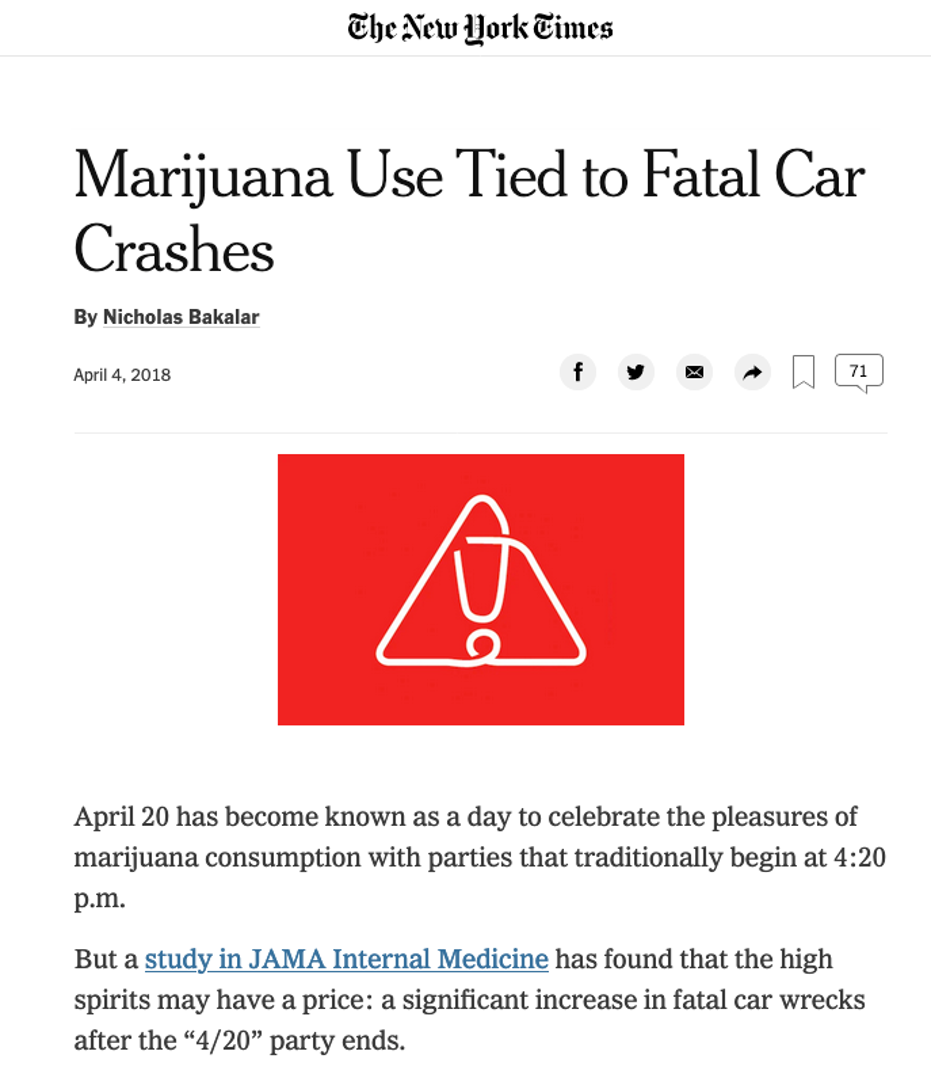 The New York Times
Marijuana Use Tied to Fatal Car
Crashes
By Nicholas Bakalar
April 4, 2018
71
April 20 has become known as a day to celebrate the pleasures of
marijuana consumption with parties that traditionally begin at 4:20
p.m.
But a study in JAMA Internal Medicine has found that the high
spirits may have a price: a significant increase in fatal car wrecks
after the “4/20” party ends.